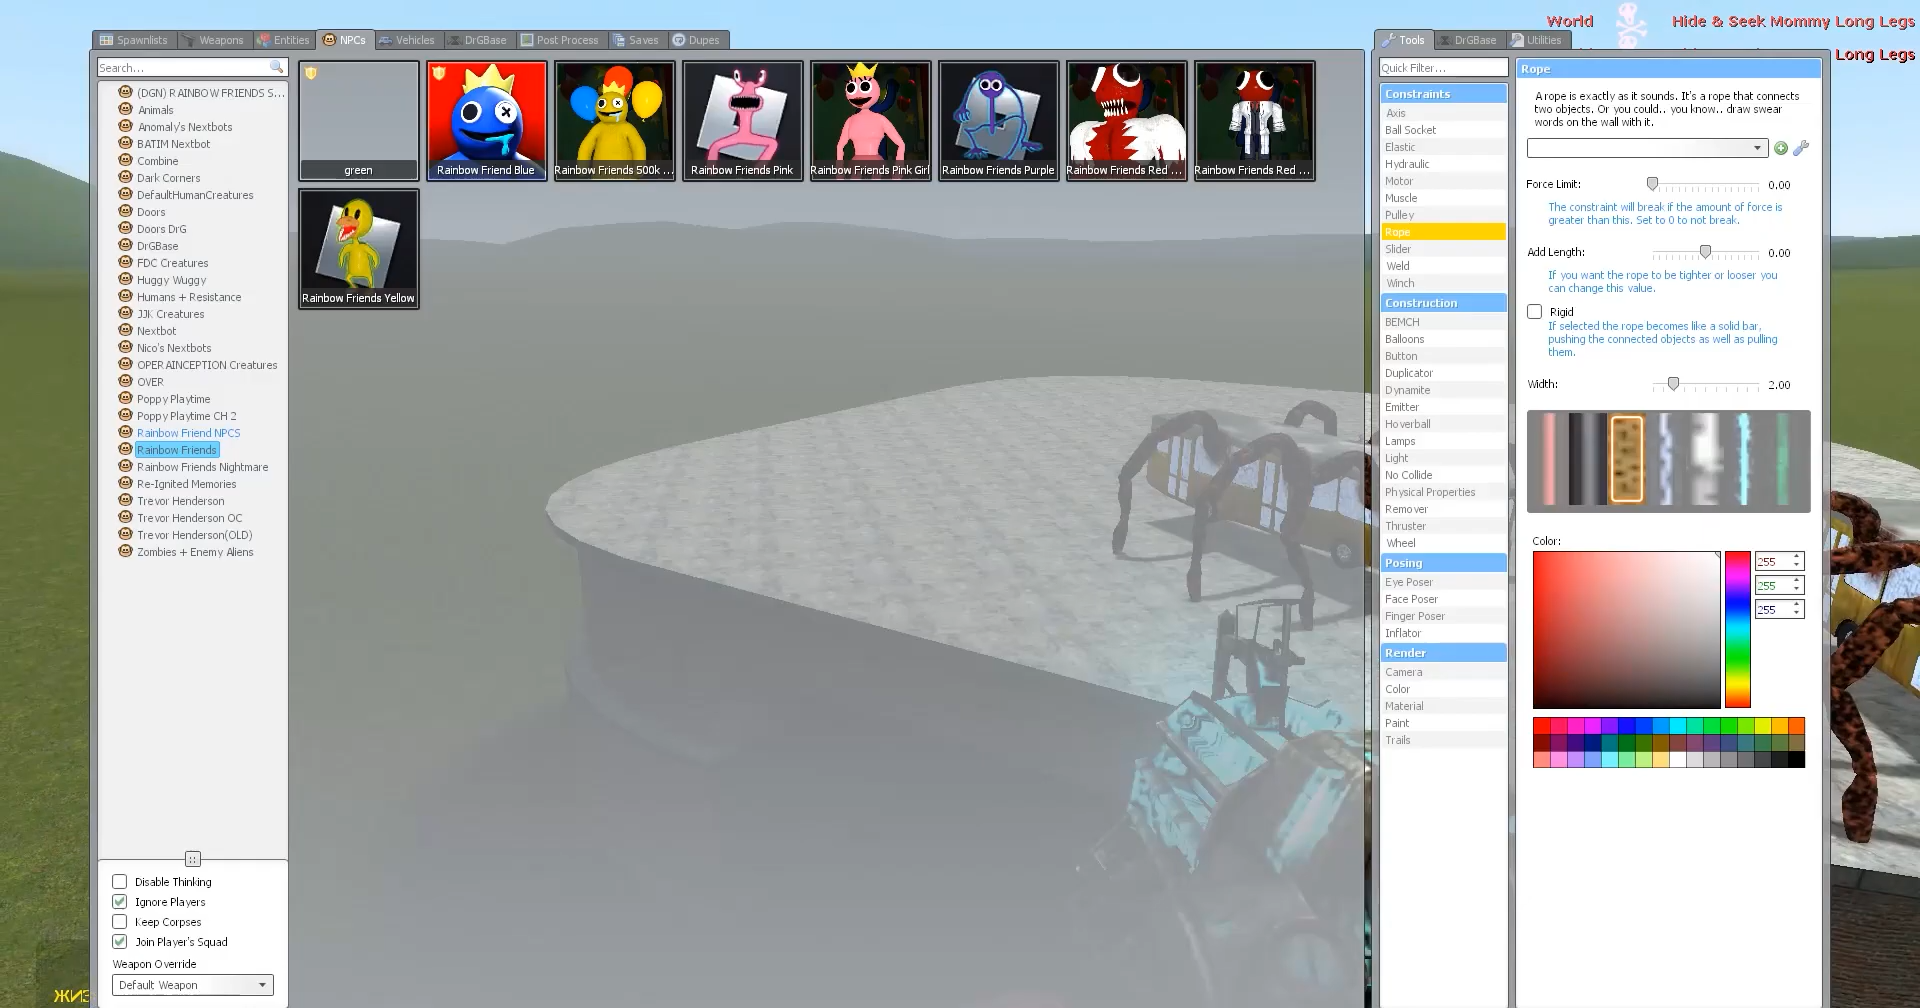 World Hide & Seek Mommy Long Legs
Long Legs
Spawnlists Weapons Entities NPCs Vehicles DrGBase Post Process Saves Dupes
Tools DrGBase Utilities
Search...
(DGN) RAINBOW FRIENDS S...
Animals
Anomaly's Nextbots
BATIM Nextbot
Combine
Dark Corners
DefaultHumanCreatures
Doors
Doors DrG
DrGBase
FDC Creatures
Huggy Wuggy
Humans + Resistance
JJK Creatures
Nextbot
Nico's Nextbots
OPERAINCEPTION Creatures
OVER
Poppy Playtime
Poppy Playtime CH 2
Rainbow Friend NPCS
Rainbow Friends
Rainbow Friends Nightmare
Re-Ignited Memories
Trevor Henderson
Trevor Henderson OC
Trevor Henderson(OLD)
Zombies + Enemy Aliens
Disable Thinking
Ignore Players
Keep Corpses
Join Player's Squad
Weapon Override
Default Weapon
ЖИЗ
green
Rainbow Friend Blue
Rainbow Friends 500k ...
Rainbow Friends Pink
Rainbow Friends Pink Girl
Rainbow Friends Purple
Rainbow Friends Red ...
Rainbow Friends Red ...
Rainbow Friends Yellow
Quick Filter...
Constraints
Axis
Ball Socket
Elastic
Hydraulic
Motor
Muscle
Pulley
Rope
Slider
Weld
Winch
Construction
BEMCH
Balloons
Button
Duplicator
Dynamite
Emitter
Hoverball
Lamps
Light
No Collide
Physical Properties
Remover
Thruster
Wheel
Posing
Eye Poser
Face Poser
Finger Poser
Inflator
Render
Camera
Color
Material
Paint
Trails
Rope
A rope is exactly as it sounds. It's a rope that connects
two objects. Or you could.. you know.. draw swear
words on the wall with it.
Force Limit: 0.00
The constraint will break if the amount of force is
greater than this. Set to 0 to not break.
Add Length: 0.00
If you want the rope to be tighter or looser you
can change this value.
Rigid
If selected the rope becomes like a solid bar,
pushing the connected objects as well as pulling
them.
Width: 2.00
Color:
255
255
255